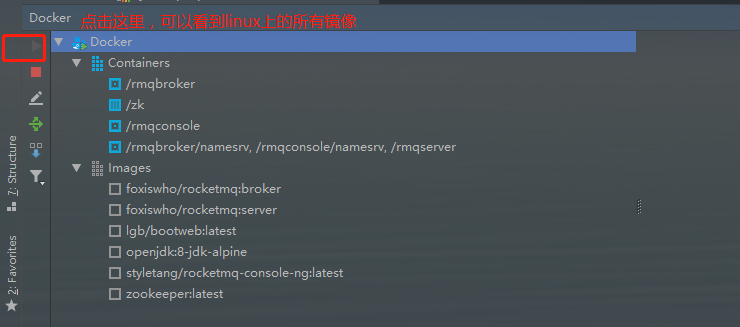 Docker 点击这里，可以看到linux上的所有镜像
Docker
Containers
/rmqbroker
/zk
/rmqconsole
/rmqbroker/namesrv, /rmqconsole/namesrv, /rmqserver
Images
foxiswho/rocketmq:broker
foxiswho/rocketmq:server
lgb/bootweb:latest
openjdk:8-jdk-alpine
styletang/rocketmq-console-ng:latest
zookeeper:latest
7: Structure
2: Favorites